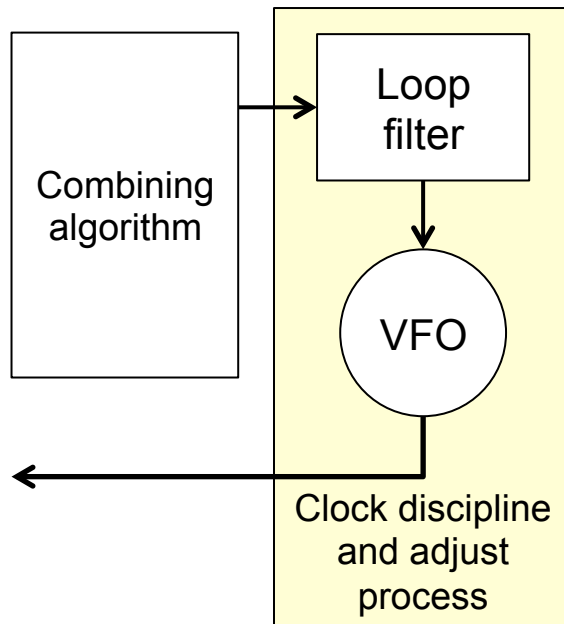 Loop
filter
Combining
algorithm
VFO
Clock discipline
and adjust
process